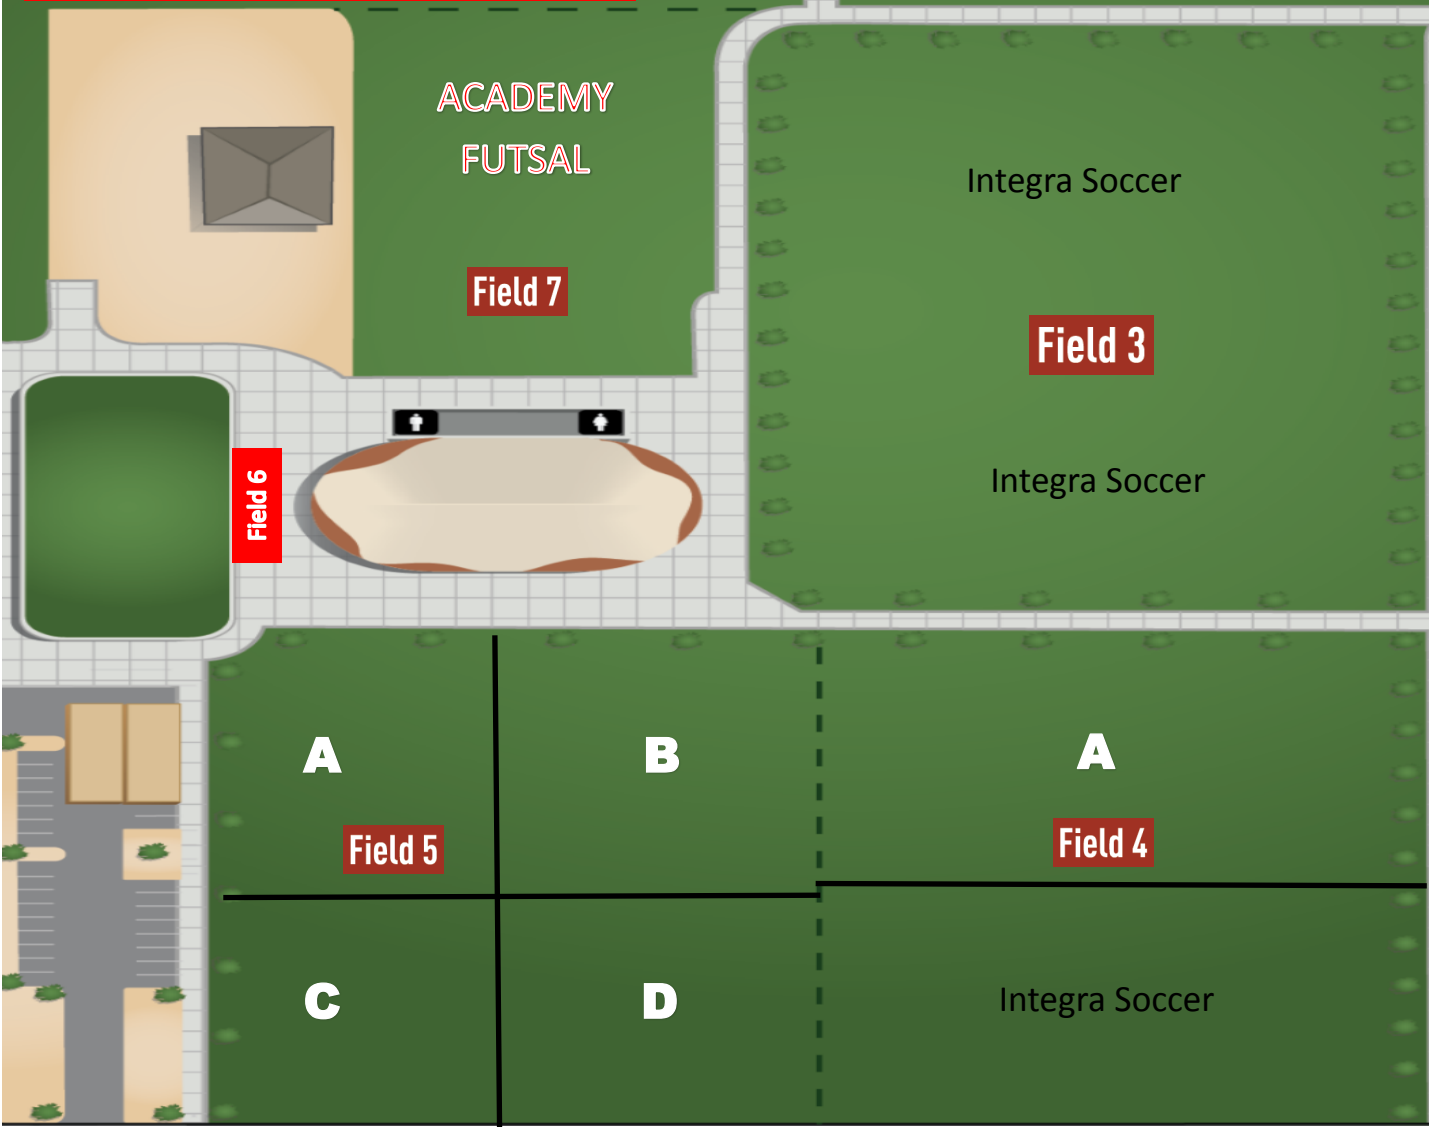 ACADEMY
FUTSAL
Field 7
Integra Soccer
Field 3
Integra Soccer
Field 6
A
B
A
Field 5
Field 4
C
D
Integra Soccer